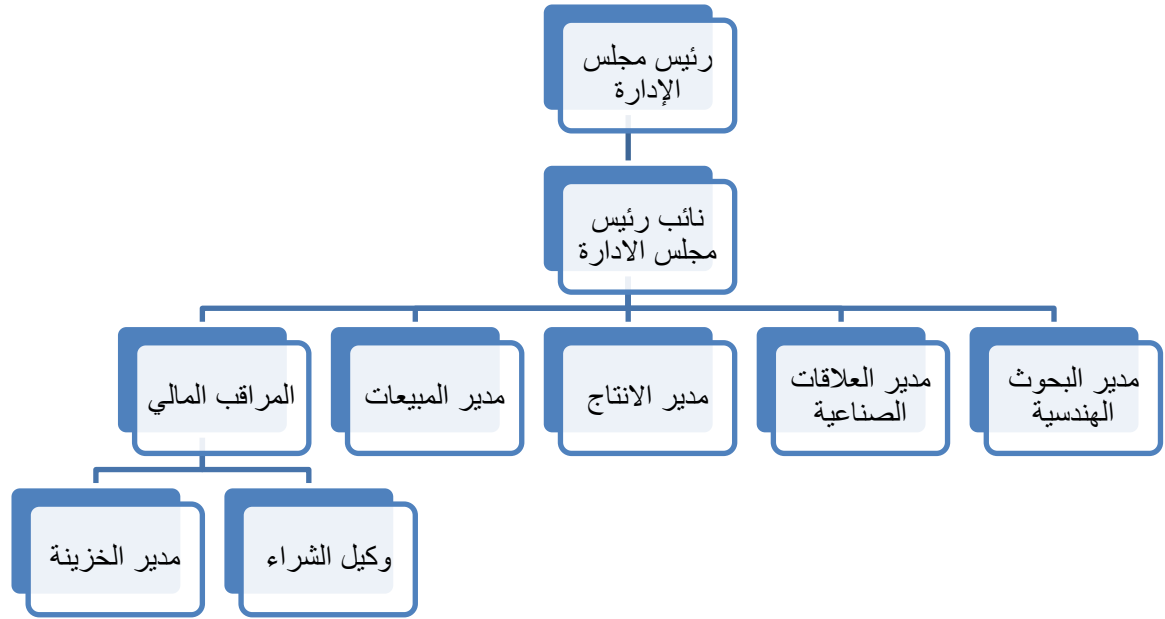 رئيس مجلس
الإدارة
نائب رئيس
مجلس الادارة
مدير البحوث
الهندسية
مدير العلاقات
الصناعية
مدير الانتاج
مدير المبيعات
المراقب المالي
وكيل الشراء
مدير الخزينة